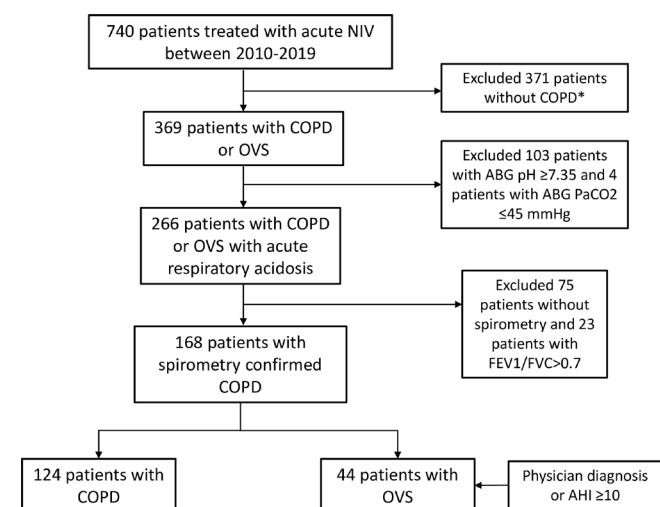 740 patients treated with acute NIV
between 2010-2019
Excluded 371 patients
without COPD*
369 patients with COPD
or OVS
Excluded 103 patients
with ABG pH ≥7.35 and 4
patients with ABG PaCO2
≤45 mmHg
266 patients with COPD
or OVS with acute
respiratory acidosis
Excluded 75
patients without
spirometry and 23
patients with
FEV1/FVC>0.7
168 patients with
spirometry confirmed
COPD
124 patients with
COPD
44 patients with
OVS
Physician diagnosis
or AHI ≥10